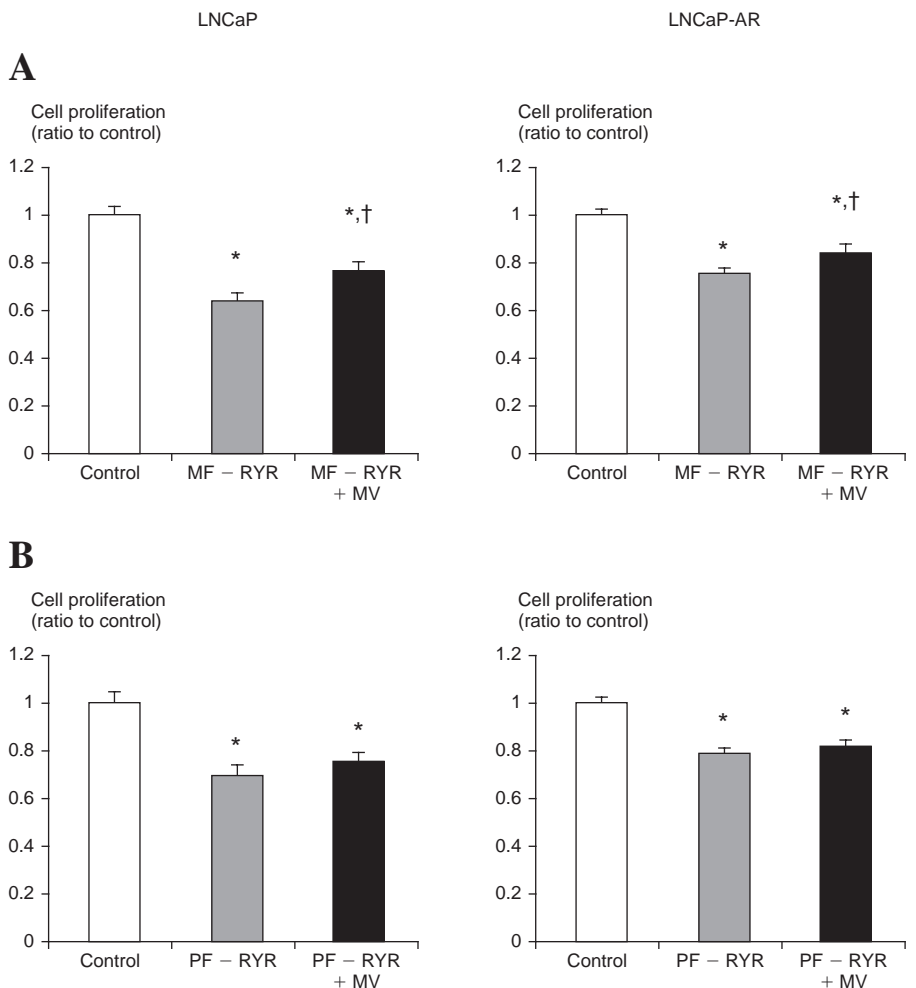 LNCaP
LNCaP-AR
A
Cell proliferation
(ratio to control)
1.2
1
0.8
0.6
0.4
0.2
0
*
*,†
Control
MF − RYR
MF − RYR
+ MV
Cell proliferation
(ratio to control)
1.2
1
0.8
0.6
0.4
0.2
0
*
*,†
Control
MF − RYR
MF − RYR
+ MV
B
Cell proliferation
(ratio to control)
1.2
1
0.8
0.6
0.4
0.2
0
*
*
Control
PF − RYR
PF − RYR
+ MV
Cell proliferation
(ratio to control)
1.2
1
0.8
0.6
0.4
0.2
0
*
*
Control
PF − RYR
PF − RYR
+ MV